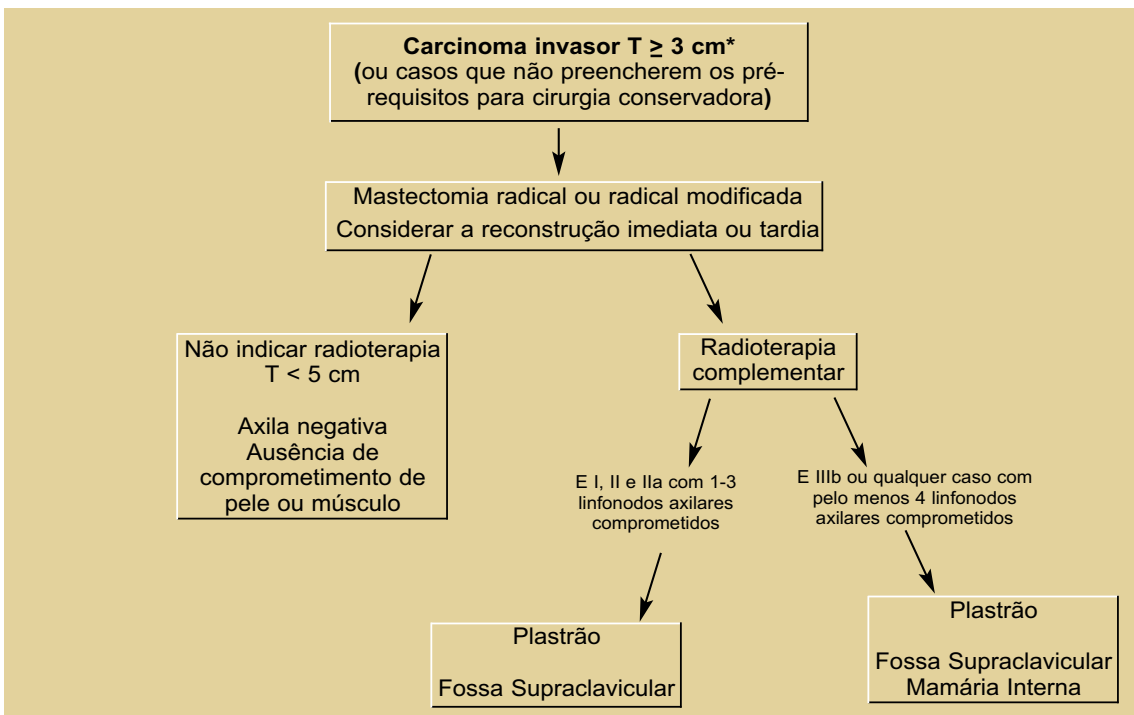 Carcinoma invasor T ≥ 3 cm*
(ou casos que não preencherem os pré-
requisitos para cirurgia conservadora)
Mastectomia radical ou radical modificada
Considerar a reconstrução imediata ou tardia
Não indicar radioterapia
T < 5 cm
Axila negativa
Ausência de
comprometimento de
pele ou músculo
Radioterapia
complementar
E I, II e IIa com 1-3
linfonodos axilares
comprometidos
E IIIb ou qualquer caso com
pelo menos 4 linfonodos
axilares comprometidos
Plastrão
Fossa Supraclavicular
Plastrão
Fossa Supraclavicular
Mamária Interna